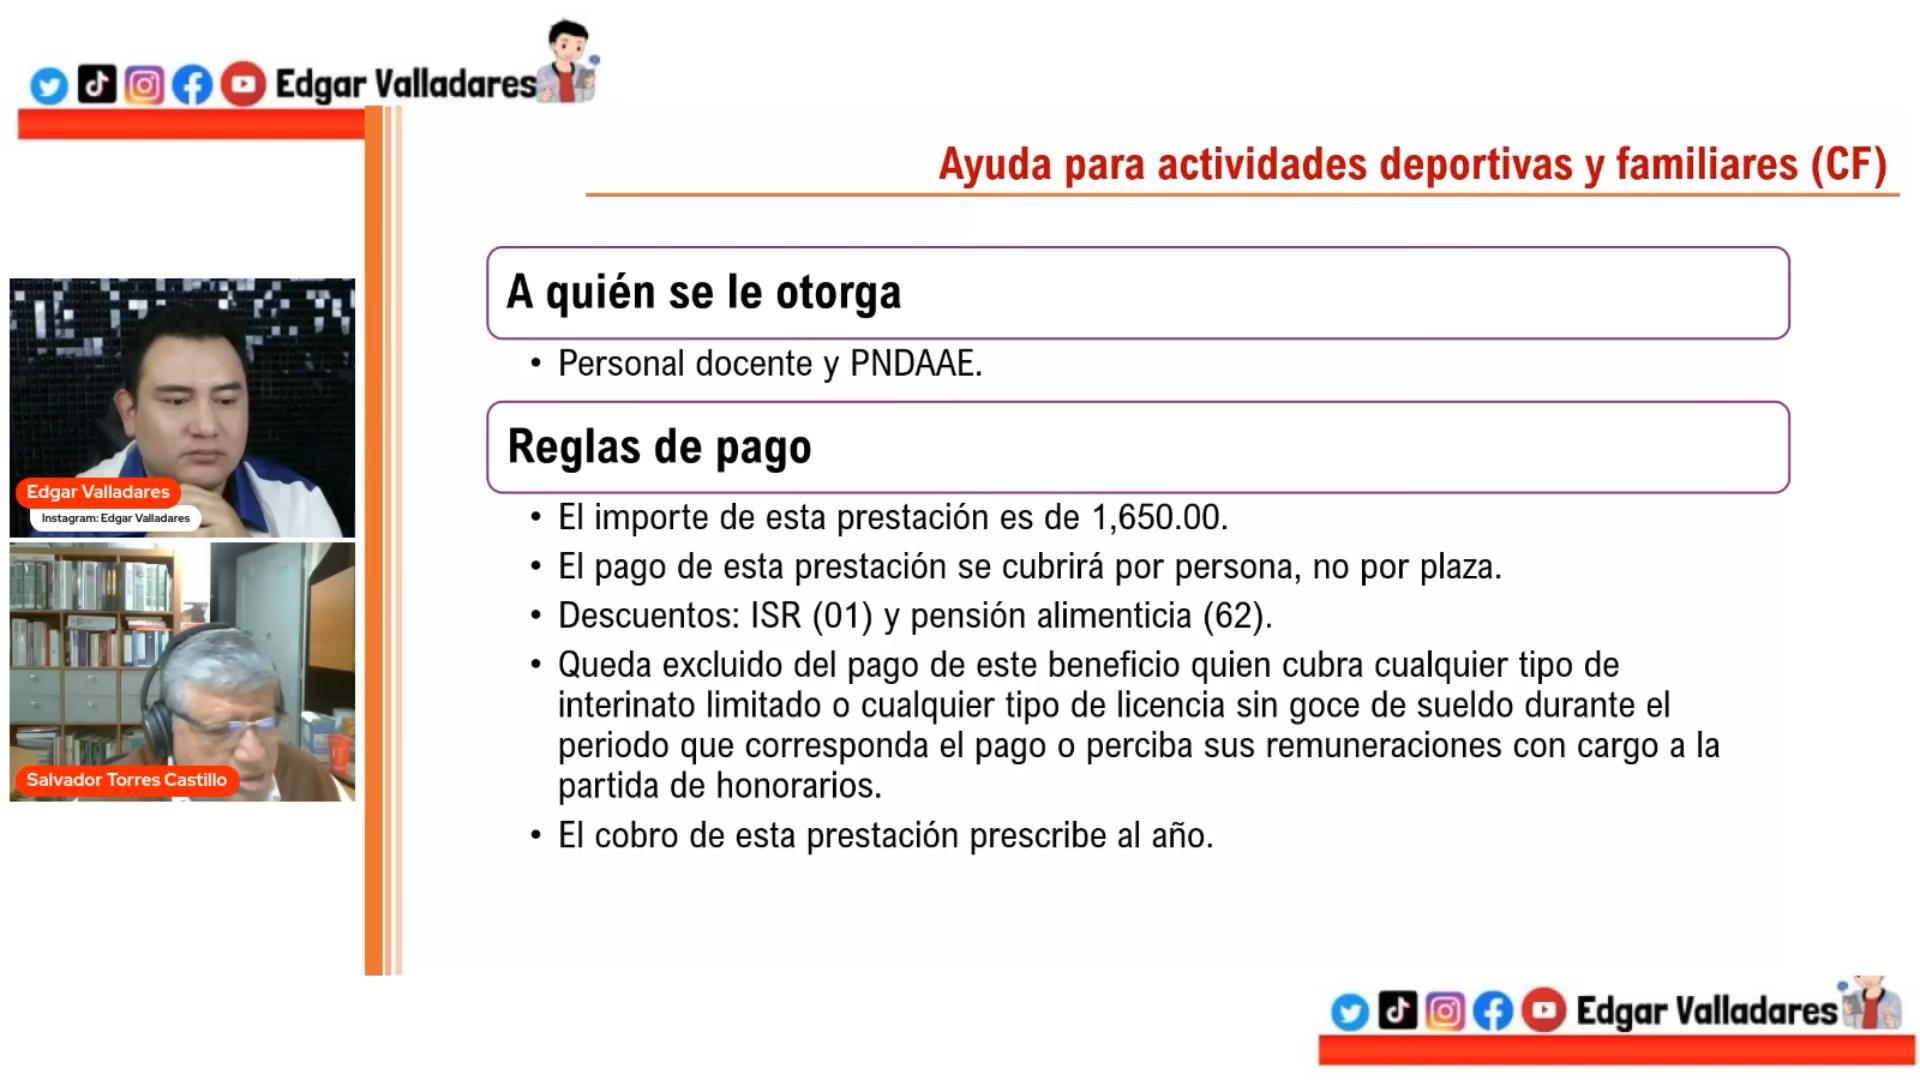 Edgar Valladares
Ayuda para actividades deportivas y familiares (CF)
A quién se le otorga
• Personal docente y PNDAAE.
Reglas de pago
• El importe de esta prestación es de 1,650.00.
• El pago de esta prestación se cubrirá por persona, no por plaza.
• Descuentos: ISR (01) y pensión alimenticia (62).
• Queda excluido del pago de este beneficio quien cubra cualquier tipo de
interinato limitado o cualquier tipo de licencia sin goce de sueldo durante el
periodo que corresponda el pago o perciba sus remuneraciones con cargo a la
partida de honorarios.
• El cobro de esta prestación prescribe al año.
Edgar Valladares
Instagram: Edgar Valladares
Salvador Torres Castillo
Edgar Valladares